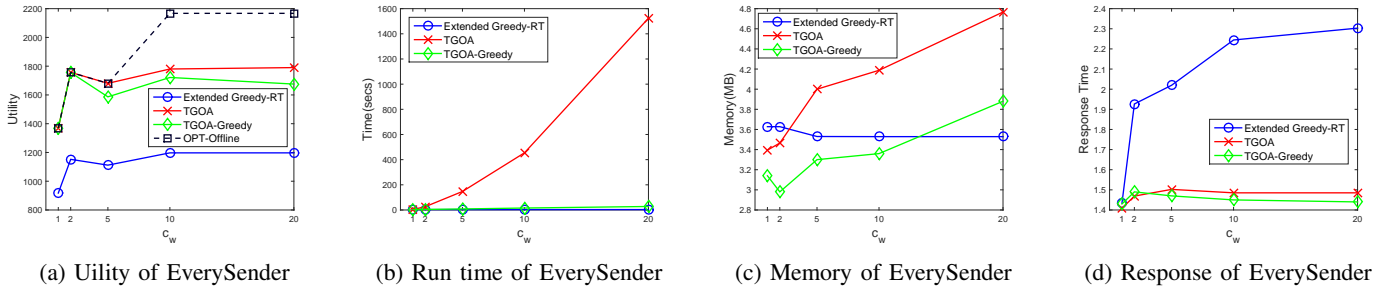 2200
2000
1800
1600
1400
1200
1000
800
Utility
1 2 5 10 20
c_w
Extended Greedy-RT
TGOA
TGOA-Greedy
OPT-Offline
(a) Uility of EverySender
1600
1400
1200
1000
800
600
400
200
0
Time(secs)
1 2 5 10 20
c_w
Extended Greedy-RT
TGOA
TGOA-Greedy
(b) Run time of EverySender
4.8
4.6
4.4
4.2
4
3.8
3.6
3.4
3.2
3
2.8
Memory(MB)
1 2 5 10 20
c_w
Extended Greedy-RT
TGOA
TGOA-Greedy
(c) Memory of EverySender
2.4
2.3
2.2
2.1
2
1.9
1.8
1.7
1.6
1.5
1.4
Response Time
1 2 5 10 20
c_w
Extended Greedy-RT
TGOA
TGOA-Greedy
(d) Response of EverySender